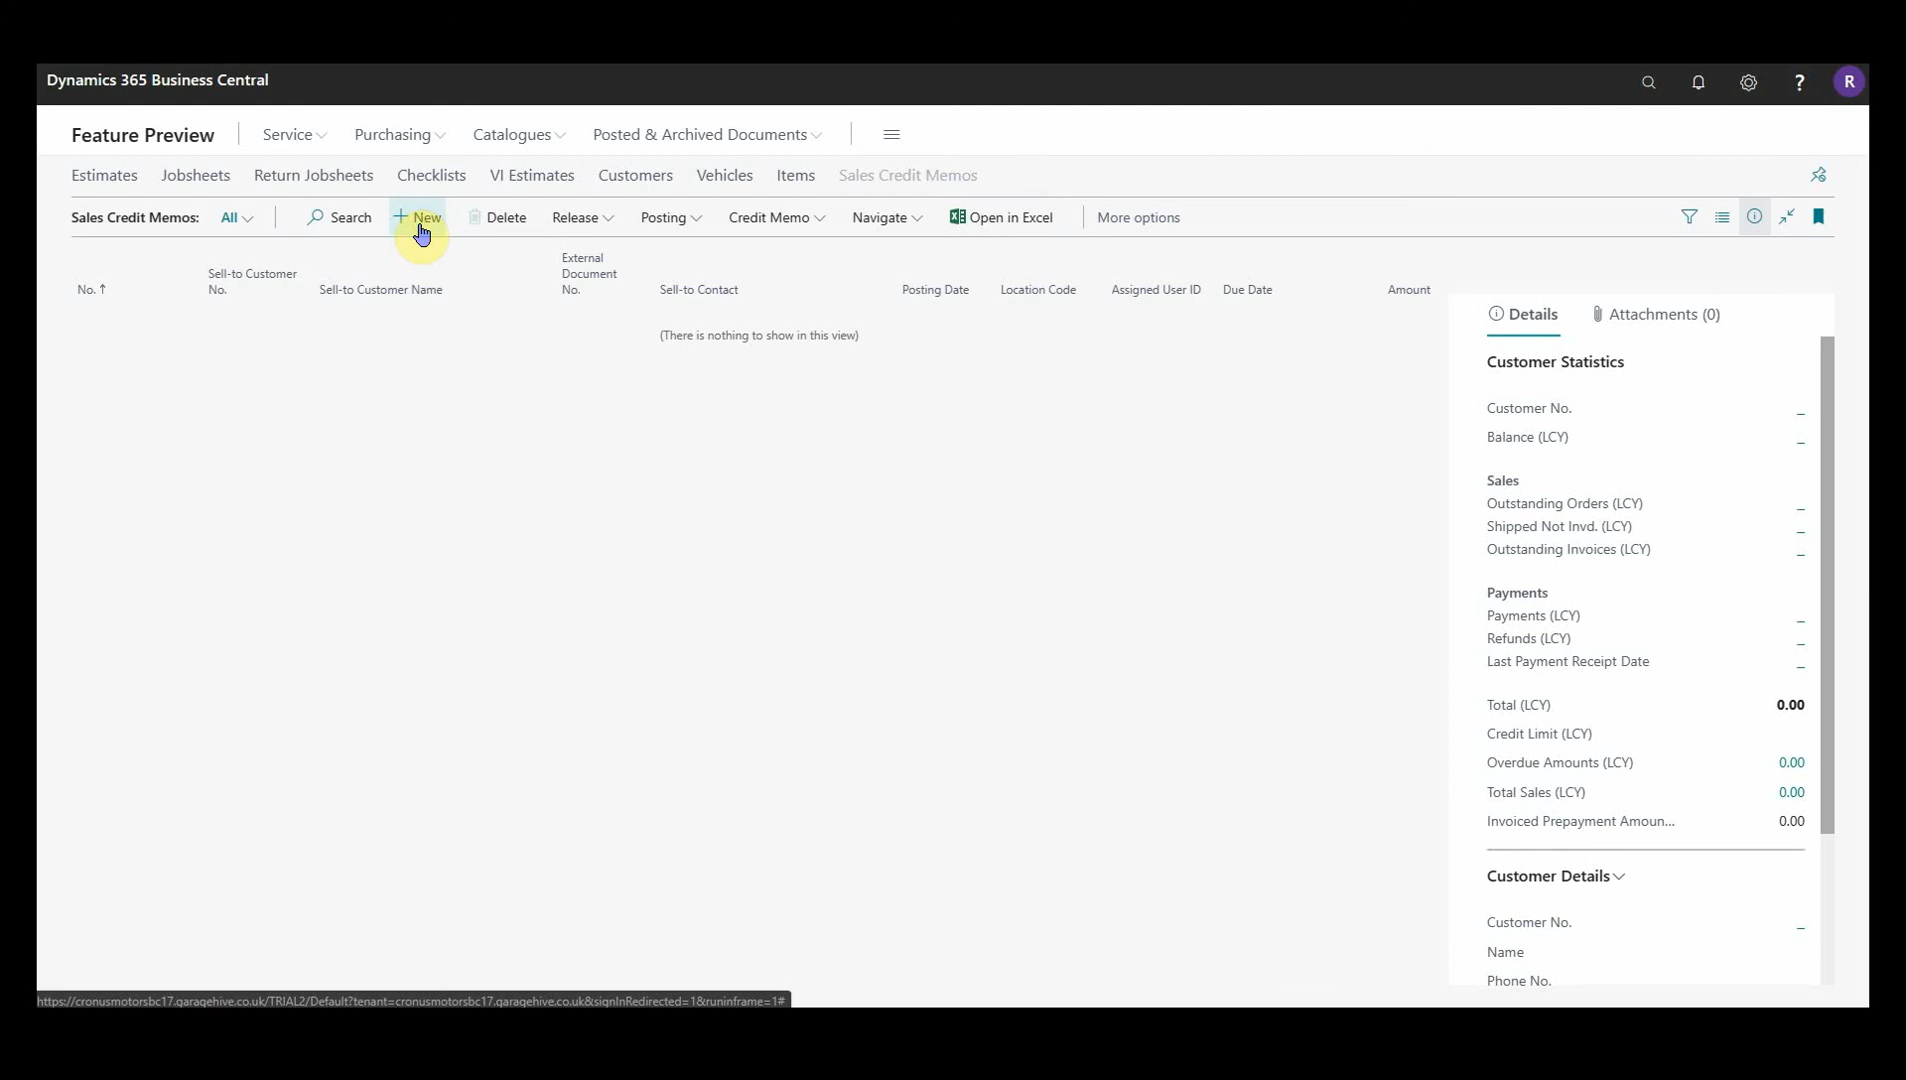 Dynamics 365 Business Central
R
Feature Preview Service Purchasing Catalogues Posted & Archived Documents
Estimates Jobsheets Return Jobsheets Checklists VI Estimates Customers Vehicles Items Sales Credit Memos
Sales Credit Memos: All Search New Delete Release Posting Credit Memo Navigate Open in Excel More options
No. ↑
Sell-to Customer
No.
Sell-to Customer Name
External
Document
No.
Sell-to Contact
Posting Date
Location Code
Assigned User ID
Due Date
Amount
(There is nothing to show in this view)
Details Attachments (0)
Customer Statistics
Customer No. _
Balance (LCY) _
Sales
Outstanding Orders (LCY) _
Shipped Not Invd. (LCY) _
Outstanding Invoices (LCY) _
Payments
Payments (LCY) _
Refunds (LCY) _
Last Payment Receipt Date _
Total (LCY) 0.00
Credit Limit (LCY)
Overdue Amounts (LCY) 0.00
Total Sales (LCY) 0.00
Invoiced Prepayment Amoun... 0.00
Customer Details
Customer No. _
Name
Phone No.
https://cronusmotorsbc17.garagehive.co.uk/TRIAL2/Default?tenant=cronusmotorsbc17.garagehive.co.uk&signInRedirected=1&runinframe=1#